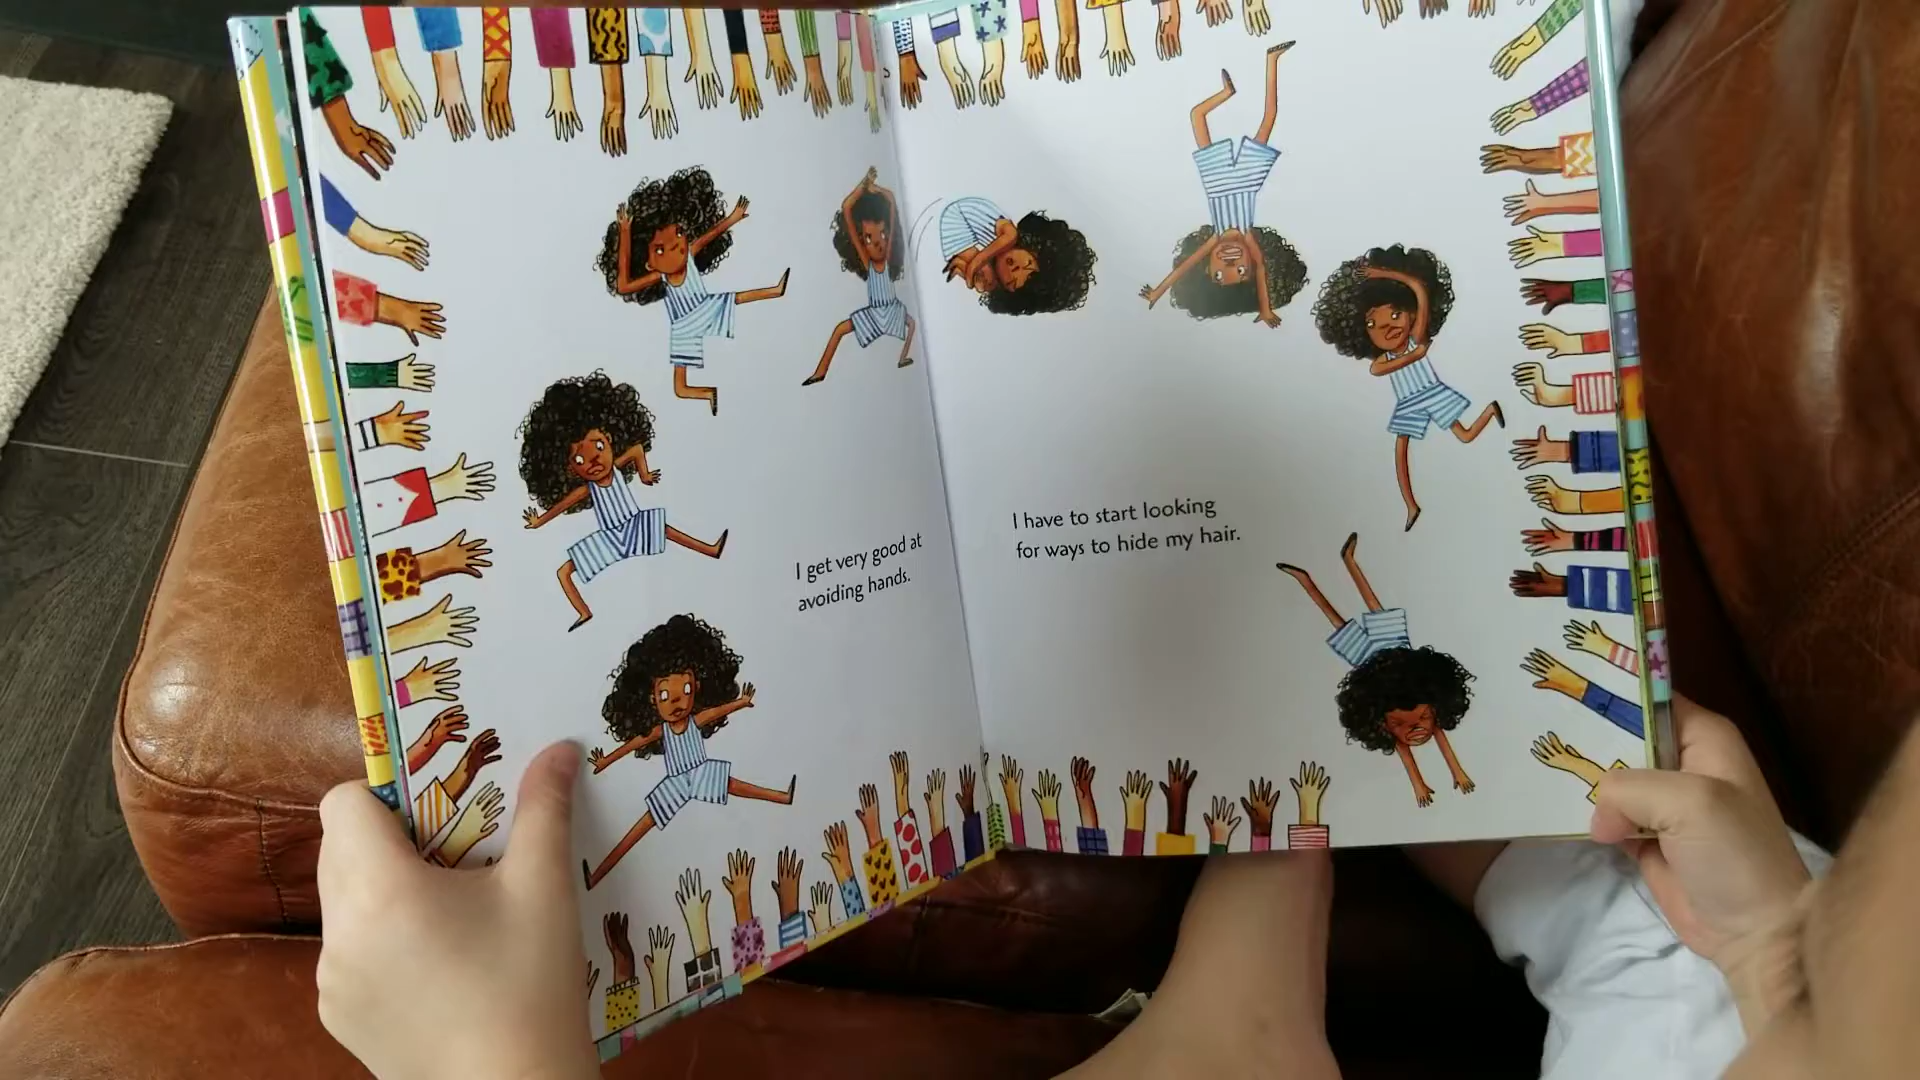 I get very good at
avoiding hands.
I have to start looking
for ways to hide my hair.